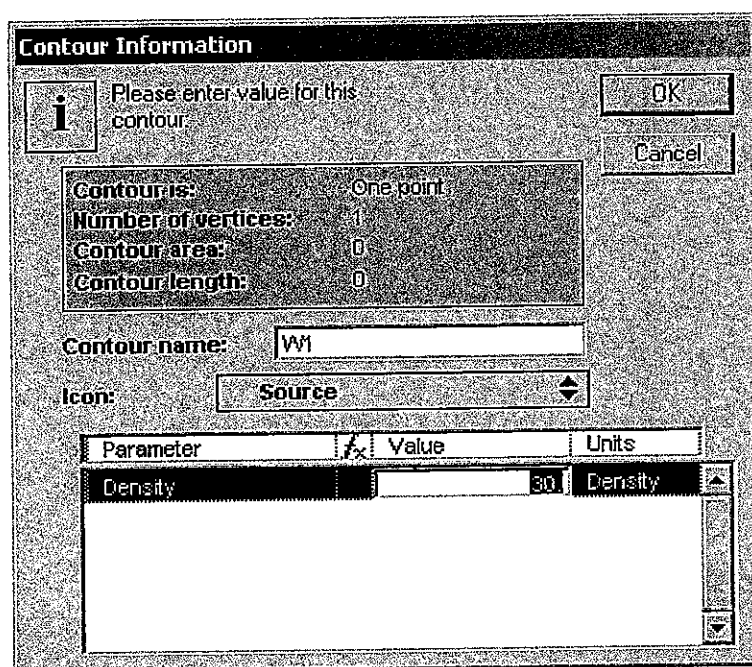 Contour Information
i
Please enter value for this
contour.
OK
Cancel
Contour is: One point
Number of vertices: 1
Contour area: 0
Contour length: 0
Contour name: W1
Icon: Source
Parameter fx Value Units
Density 30. Density